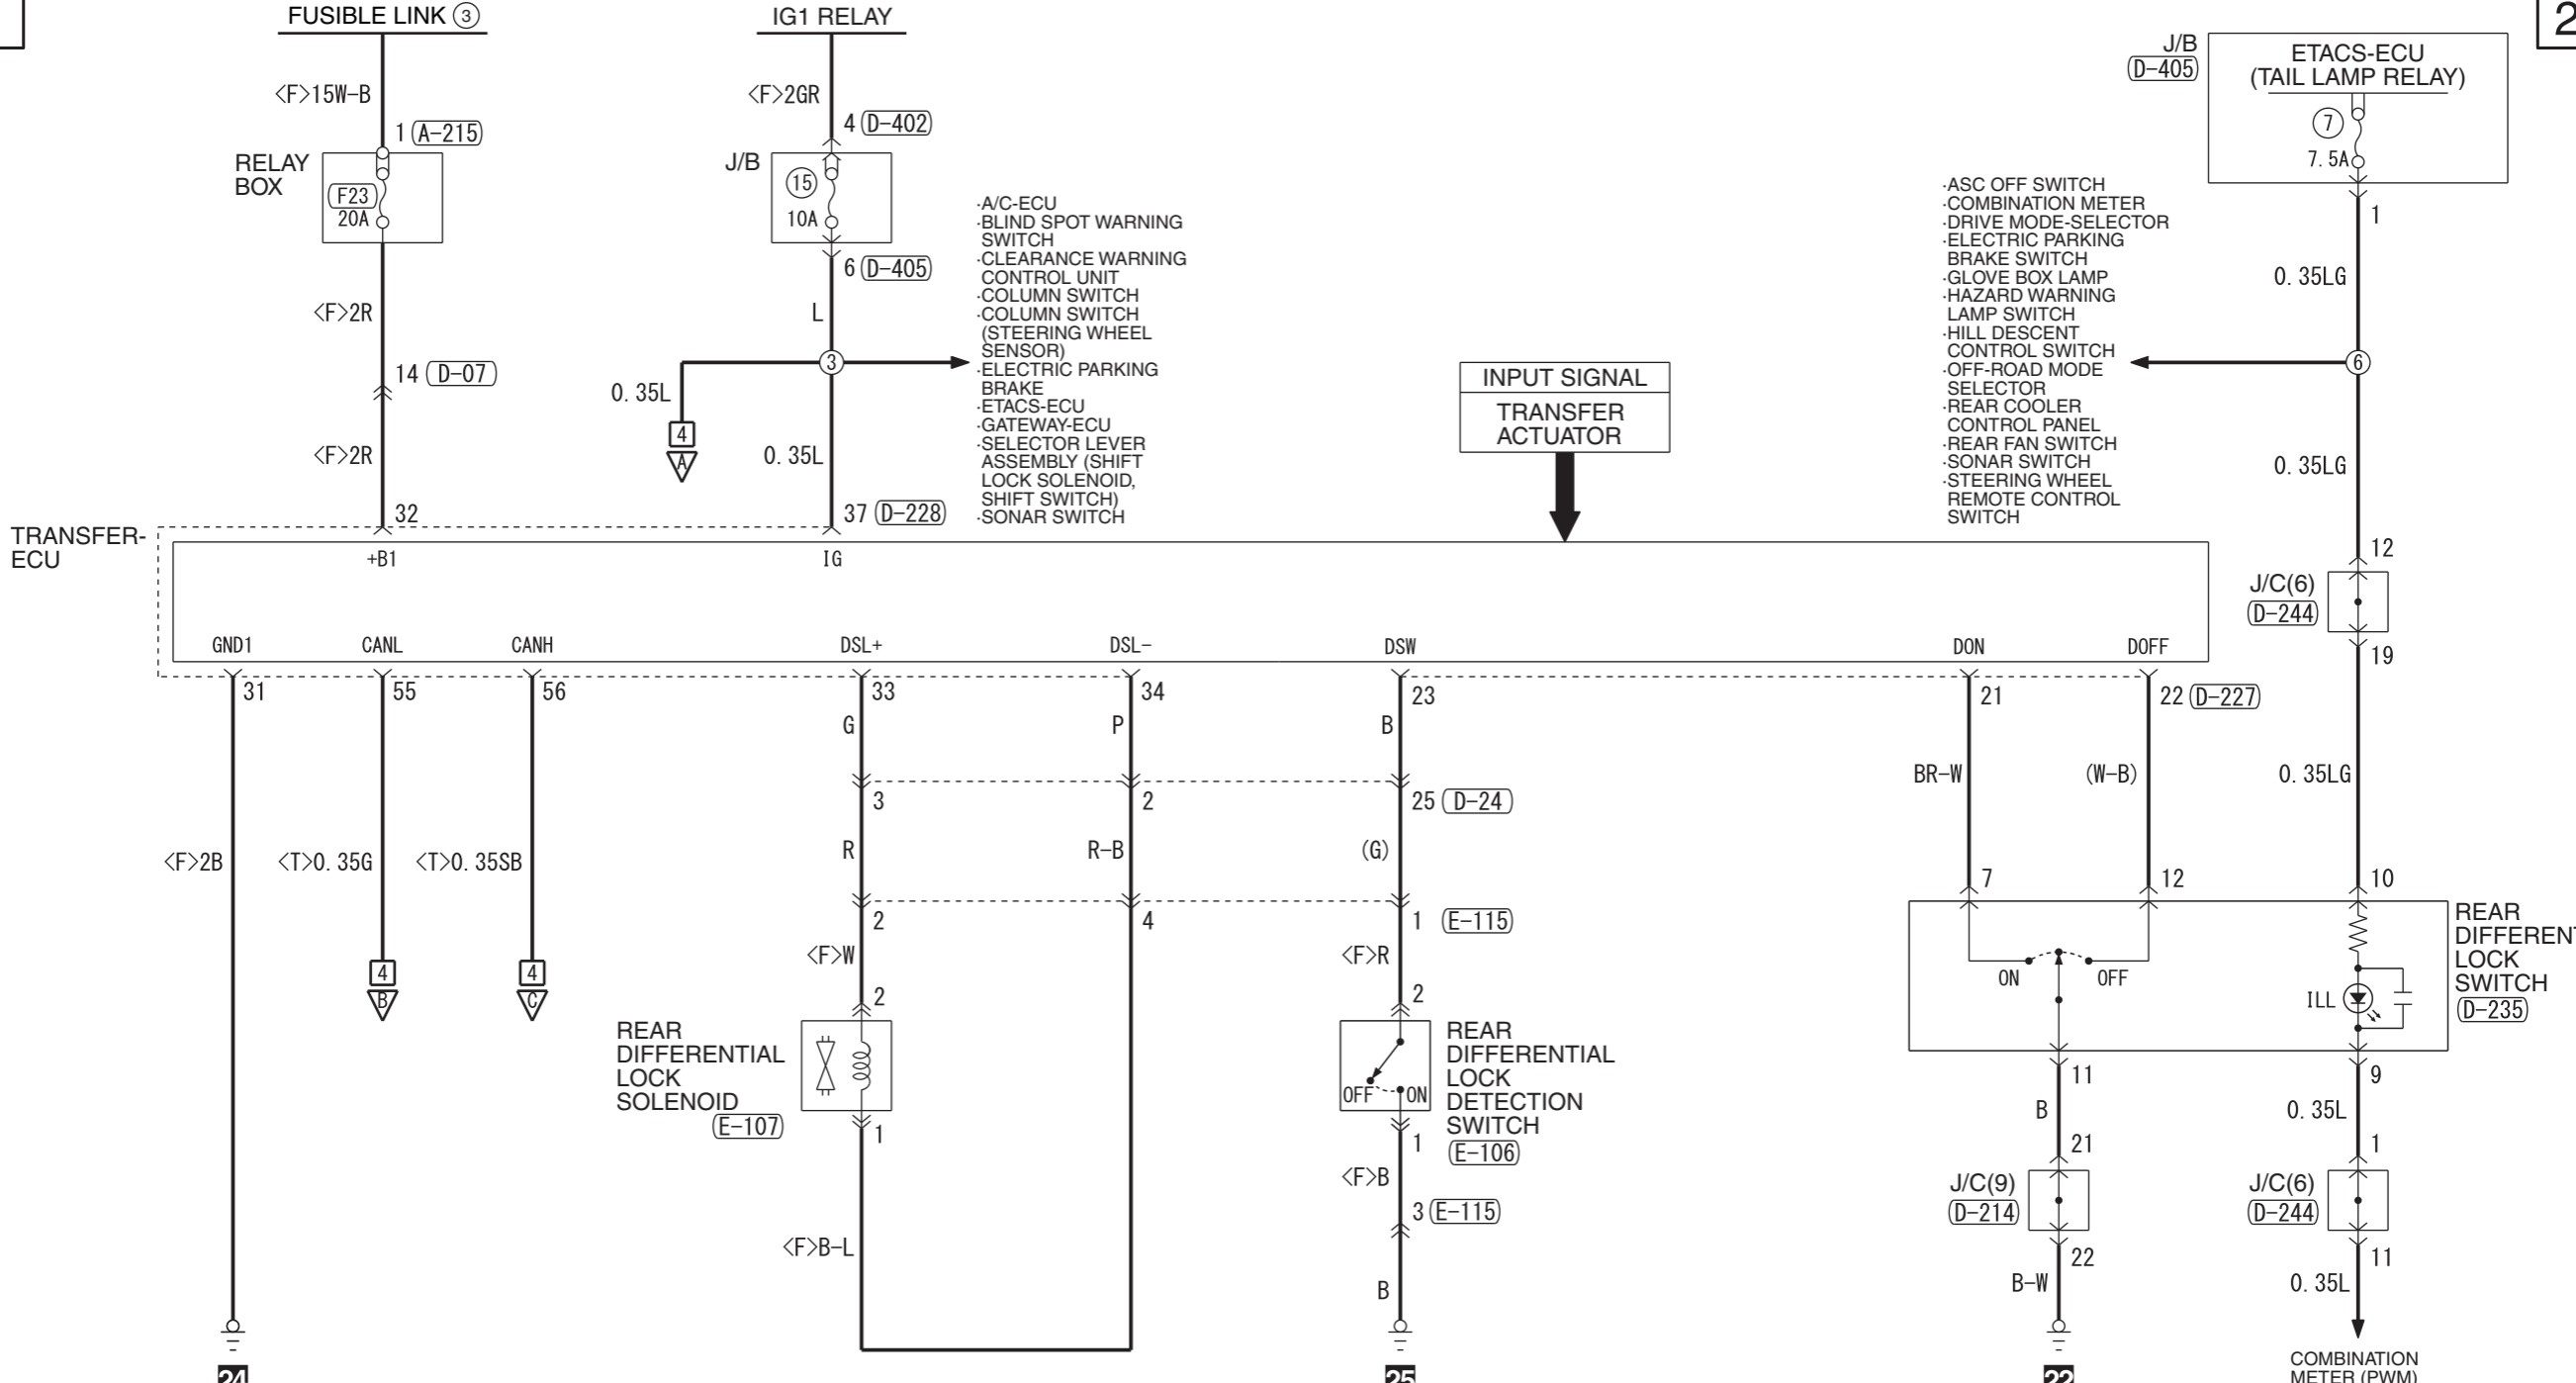 FUSIBLE LINK ③
IG1 RELAY
2
J/B
(D-405)
ETACS-ECU
(TAIL LAMP RELAY)
⑦
7.5A
1
<F>15W-B
1 (A-215)
RELAY
BOX
F23
20A
<F>2R
14 (D-07)
<F>2R
32
<F>2GR
4 (D-402)
J/B
⑮
10A
6 (D-405)
L
③
0.35L
4
A
0.35L
37 (D-228)
·A/C-ECU
·BLIND SPOT WARNING
SWITCH
·CLEARANCE WARNING
CONTROL UNIT
·COLUMN SWITCH
·COLUMN SWITCH
(STEERING WHEEL
SENSOR)
·ELECTRIC PARKING
BRAKE
·ETACS-ECU
·GATEWAY-ECU
·SELECTOR LEVER
ASSEMBLY (SHIFT
LOCK SOLENOID,
SHIFT SWITCH)
·SONAR SWITCH
INPUT SIGNAL
TRANSFER
ACTUATOR
·ASC OFF SWITCH
·COMBINATION METER
·DRIVE MODE-SELECTOR
·ELECTRIC PARKING
BRAKE SWITCH
·GLOVE BOX LAMP
·HAZARD WARNING
LAMP SWITCH
·HILL DESCENT
CONTROL SWITCH
·OFF-ROAD MODE
SELECTOR
·REAR COOLER
CONTROL PANEL
·REAR FAN SWITCH
·SONAR SWITCH
·STEERING WHEEL
REMOTE CONTROL
SWITCH
0.35LG
⑥
0.35LG
12
J/C(6)
(D-244)
19
TRANSFER-
ECU
+B1
IG
GND1
CANL
CANH
DSL+
DSL-
DSW
DON
DOFF
31
55
56
33
34
23
21
22 (D-227)
G
P
B
BR-W
(W-B)
0.35LG
3
2
25 (D-24)
<F>2B
<T>0.35G
<T>0.35SB
R
R-B
(G)
7
12
10
2
4
1 (E-115)
<F>W
<F>R
4
B
4
C
2
2
REAR
DIFFERENTIAL
LOCK
SOLENOID
(E-107)
1
OFF
ON
REAR
DIFFERENTIAL
LOCK
DETECTION
SWITCH
(E-106)
1
<F>B
3 (E-115)
<F>B-L
B
ON
OFF
ILL
REAR
LOCK
SWITCH
(D-235)
11
9
B
0.35L
21
1
J/C(9)
(D-214)
J/C(6)
(D-244)
22
11
B-W
0.35L
24
25
22
COMBINATION
METER (PWM)